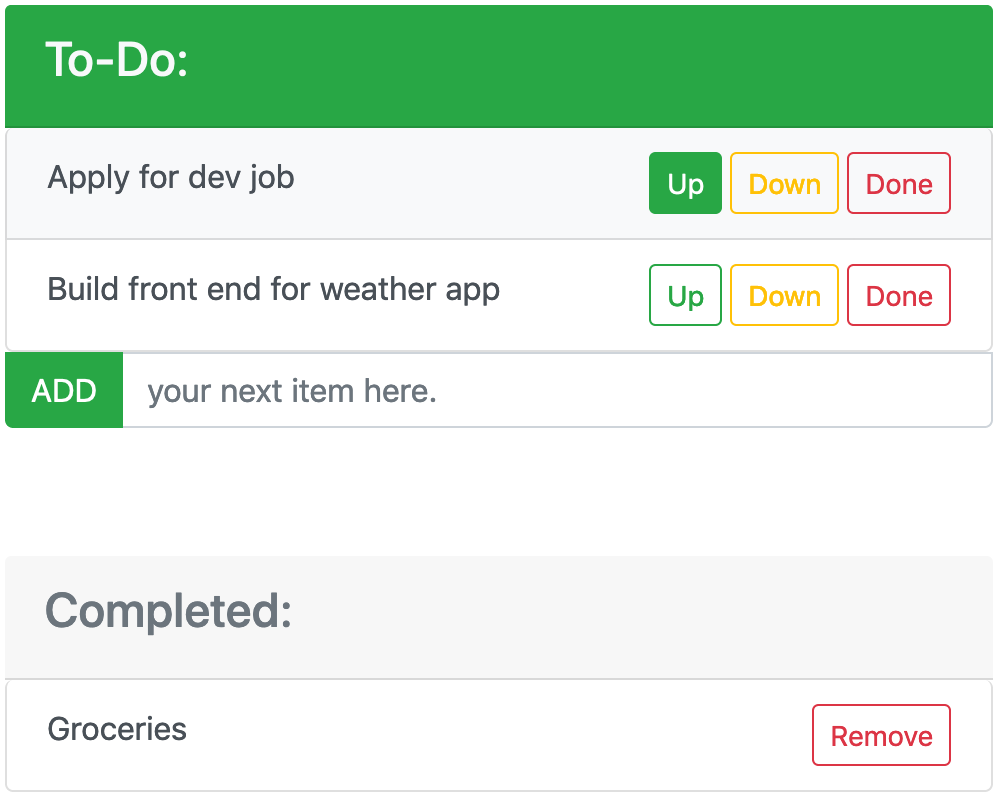 To-Do:
Apply for dev job Up Down Done
Build front end for weather app Up Down Done
ADD your next item here.
Completed:
Groceries Remove